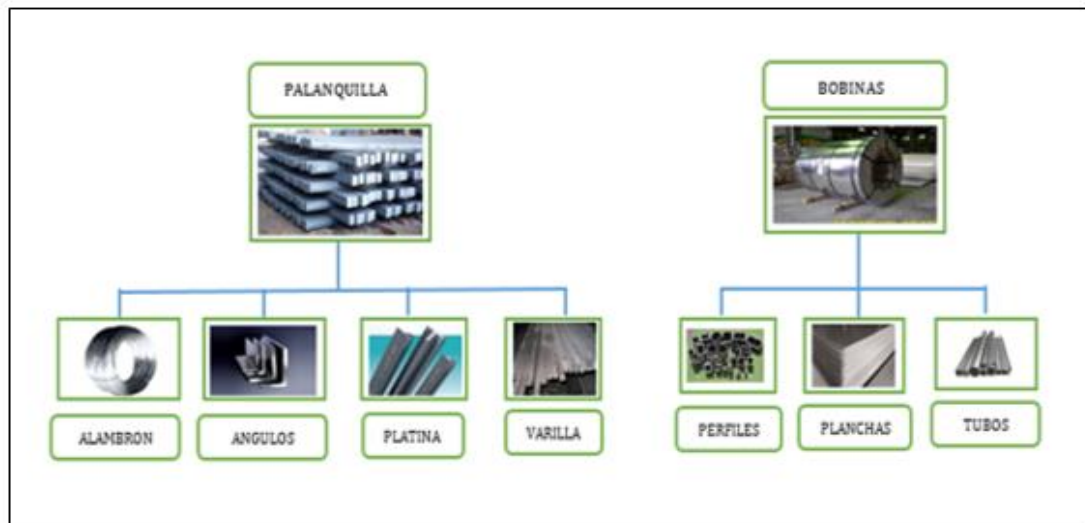 PALANQUILLA
BOBINAS
ALAMBRON
ANGULOS
PLATINA
VARILLA
PERFILES
PLANCHAS
TUBOS